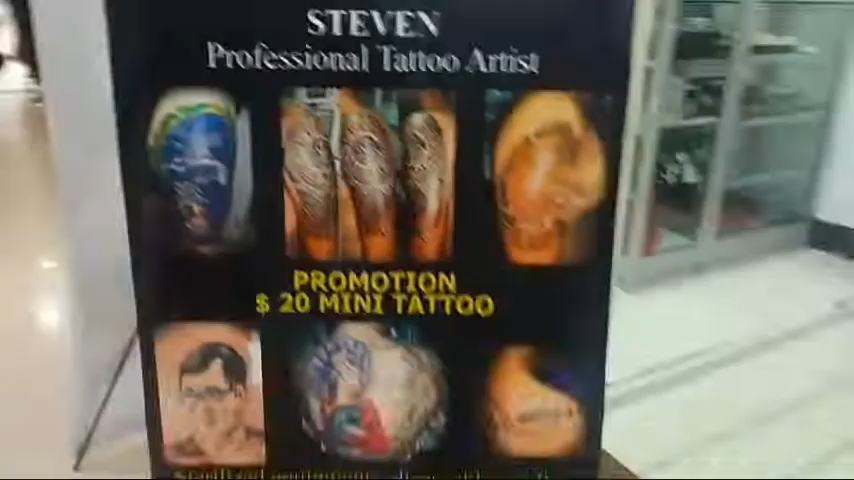 STEVEN
Professional Tattoo Artist
PROMOTION
$ 20 MINI TATTOO